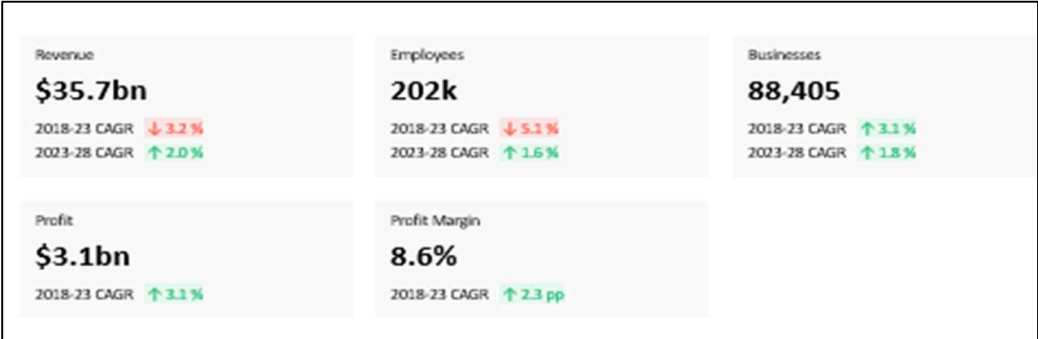 Revenue
$35.7bn
2018-23 CAGR ↓ 3.2 %
2023-28 CAGR ↑ 2.0 %
Employees
202k
2018-23 CAGR ↓ 5.1 %
2023-28 CAGR ↑ 1.6 %
Businesses
88,405
2018-23 CAGR ↑ 3.1 %
2023-28 CAGR ↑ 1.8 %
Profit
$3.1bn
2018-23 CAGR ↑ 3.1 %
Profit Margin
8.6%
2018-23 CAGR ↑ 2.3 pp